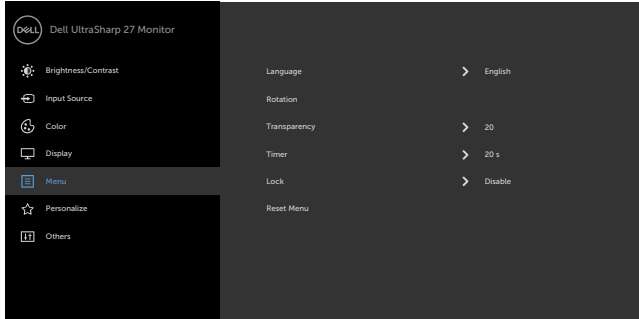 DELL Dell UltraSharp 27 Monitor
Brightness/Contrast
Input Source
Color
Display
Menu
Personalize
Others
Language English
Rotation
Transparency 20
Timer 20 s
Lock Disable
Reset Menu